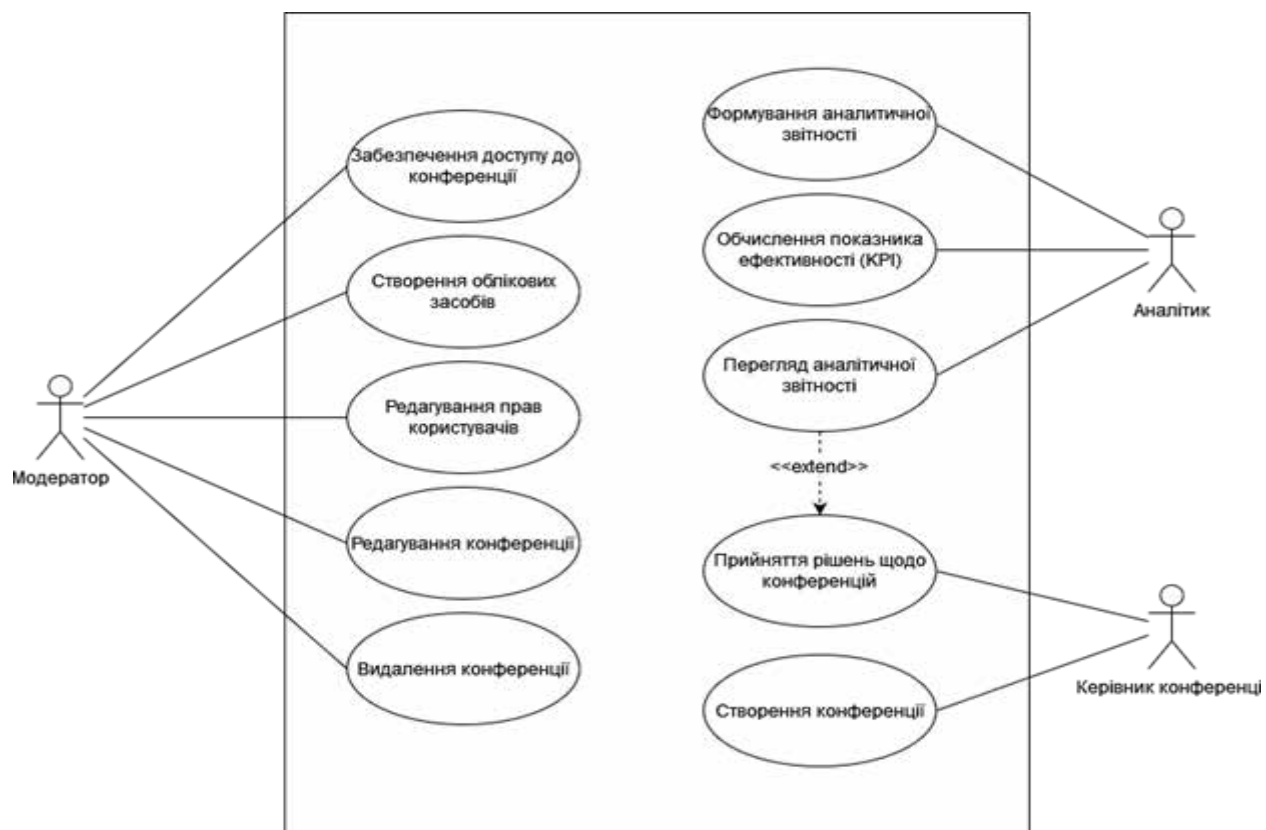 Забезпечення доступу до
конференції
Створення облікових
засобів
Редагування прав
користувачів
Редагування конференції
Видалення конференції
Модератор
Формування аналитичної
звітності
Обчислення показника
ефективності (KPI)
Перегляд аналітичної
звітності
<<extend>>
Прийняття рішень щодо
конференцій
Створення конференції
Аналітик
Керівник конференці